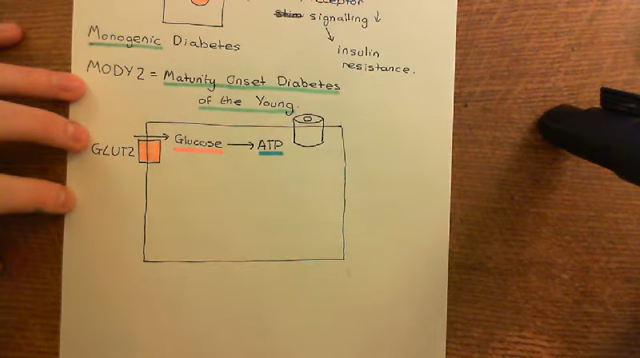 signalling ↓
insulin
resistance.
Monogenic Diabetes
MODY2 = Maturity Onset Diabetes
of the Young.
GLUT2
Glucose → ATP